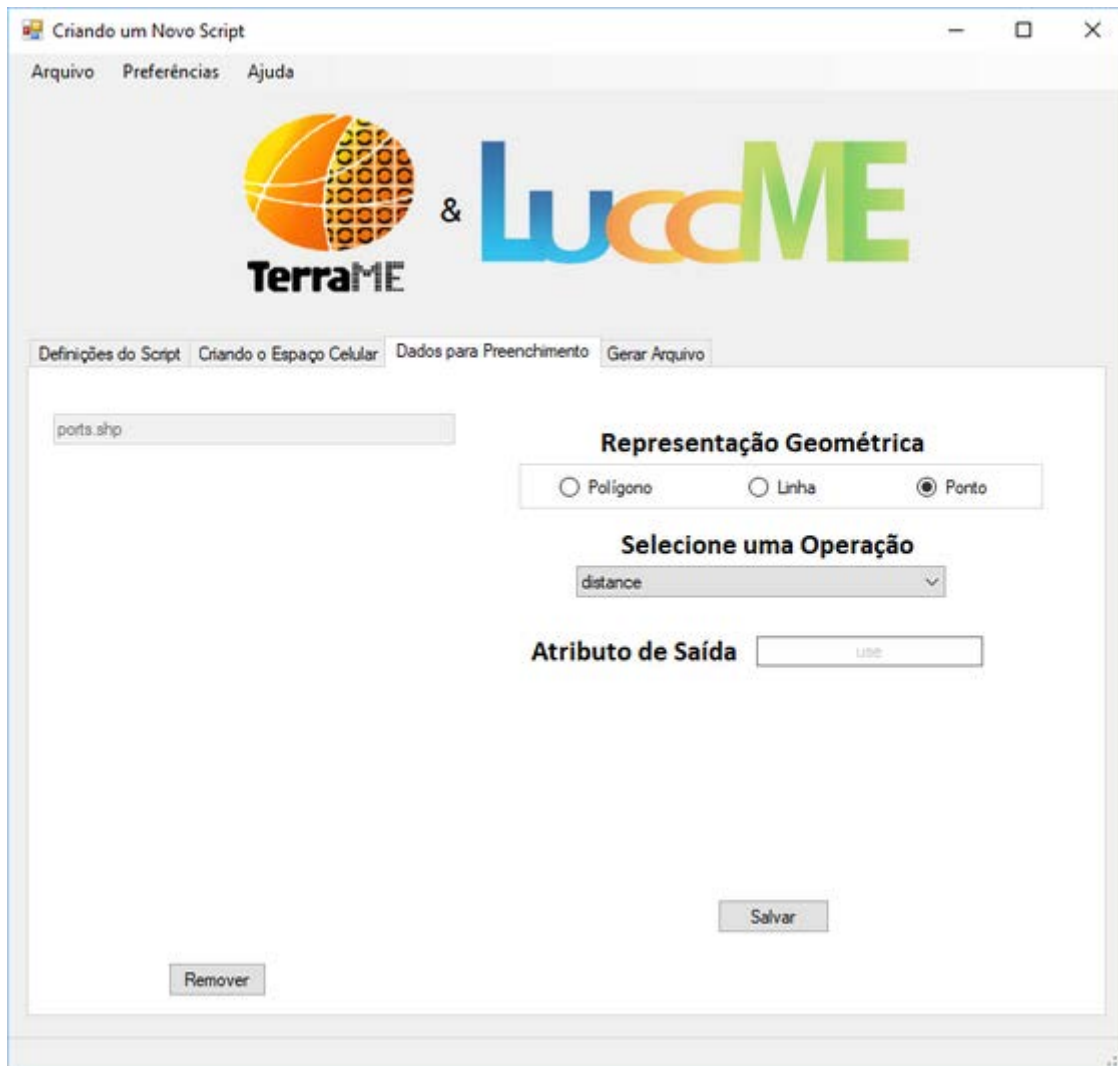 Criando um Novo Script
Arquivo Preferências Ajuda
TerraME & LuccME
Definições do Script Criando o Espaço Celular Dados para Preenchimento Gerar Arquivo
ports.shp
Representação Geométrica
Polígono Linha Ponto
Selecione uma Operação
distance
Atributo de Saída use
Salvar
Remover